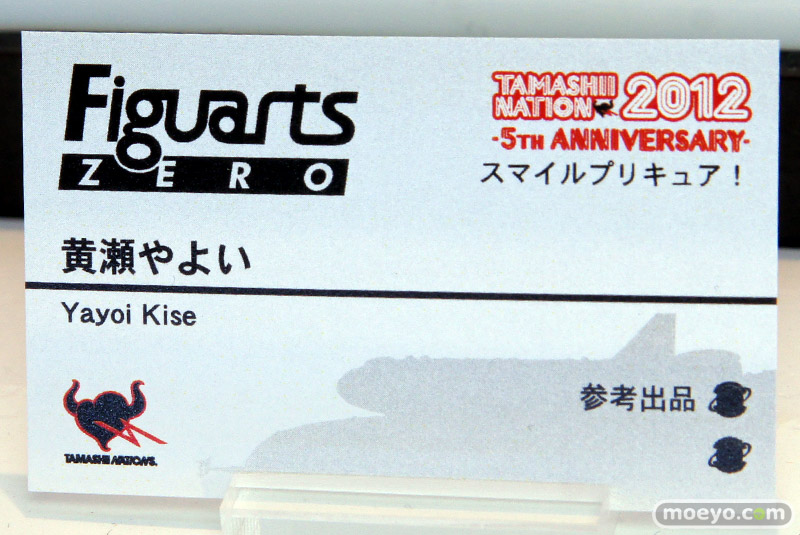 Figuarts
ZERO
TAMASHII
NATION 2012
-5TH ANNIVERSARY-
スマイルプリキュア！
黄瀬やよい
Yayoi Kise
参考出品
TAMASHII NATIONS.
moeyo.com